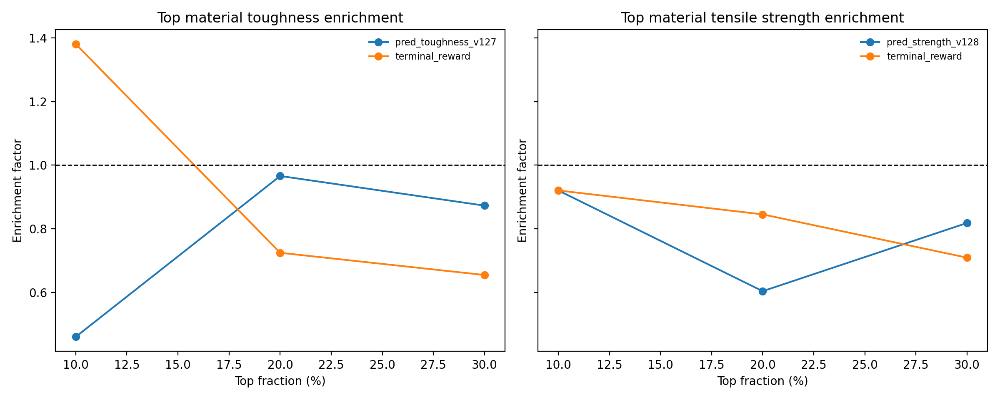 Top material toughness enrichment
pred_toughness_v127
terminal_reward
1.4
1.2
1.0
0.8
0.6
Enrichment factor
10.0 12.5 15.0 17.5 20.0 22.5 25.0 27.5 30.0
Top fraction (%)
Top material tensile strength enrichment
pred_strength_v128
terminal_reward
Enrichment factor
10.0 12.5 15.0 17.5 20.0 22.5 25.0 27.5 30.0
Top fraction (%)